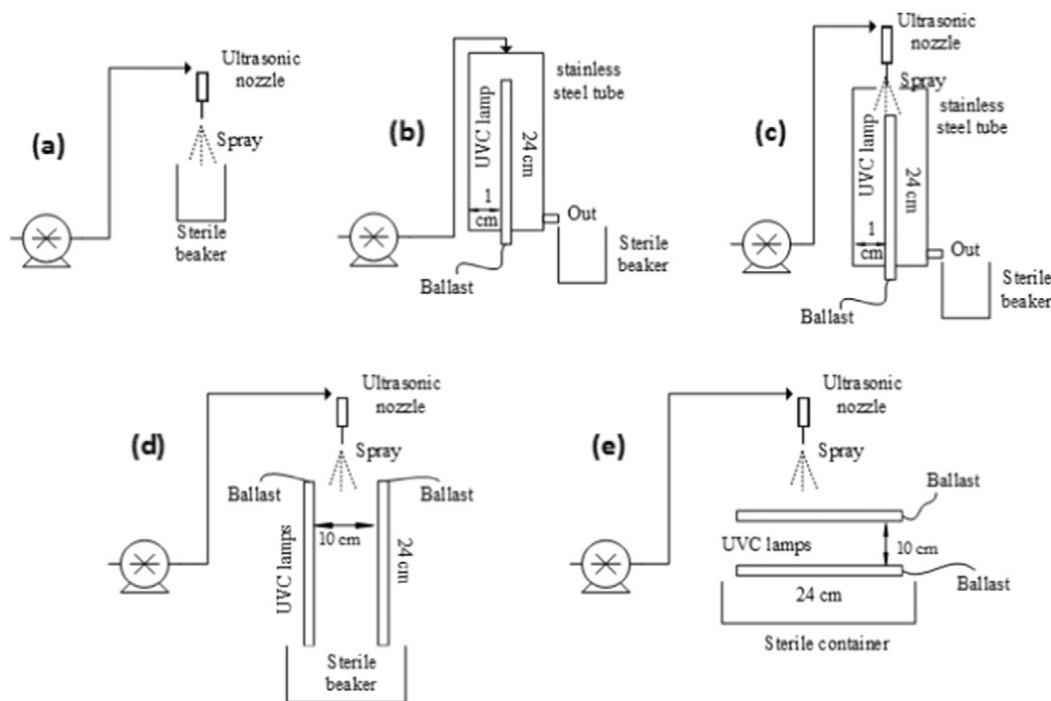 (a)
Ultrasonic
nozzle
Spray
Sterile
beaker
(b)
stainless
steel tube
UVC lamp
24 cm
1
cm
Out
Ballast
Sterile
beaker
(c)
Ultrasonic
nozzle
Spray
stainless
steel tube
UVC lamp
24 cm
1
cm
Out
Ballast
Sterile
beaker
(d)
Ultrasonic
nozzle
Spray
Ballast
Ballast
10 cm
UVC lamps
24 cm
Sterile
beaker
(e)
Ultrasonic
nozzle
Spray
Ballast
UVC lamps
10 cm
Ballast
24 cm
Sterile container